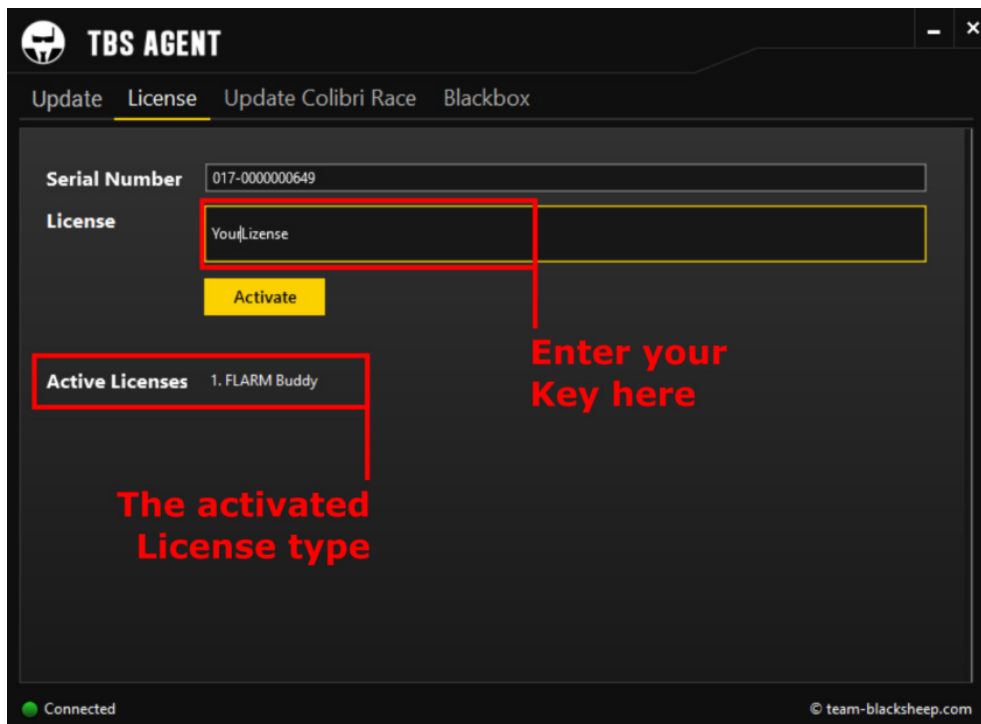 TBS AGENT
Update License Update Colibri Race Blackbox
Serial Number 017-0000000649
License YourLizense
Activate
Enter your
Key here
Active Licenses 1. FLARM Buddy
The activated
License type
Connected © team-blacksheep.com